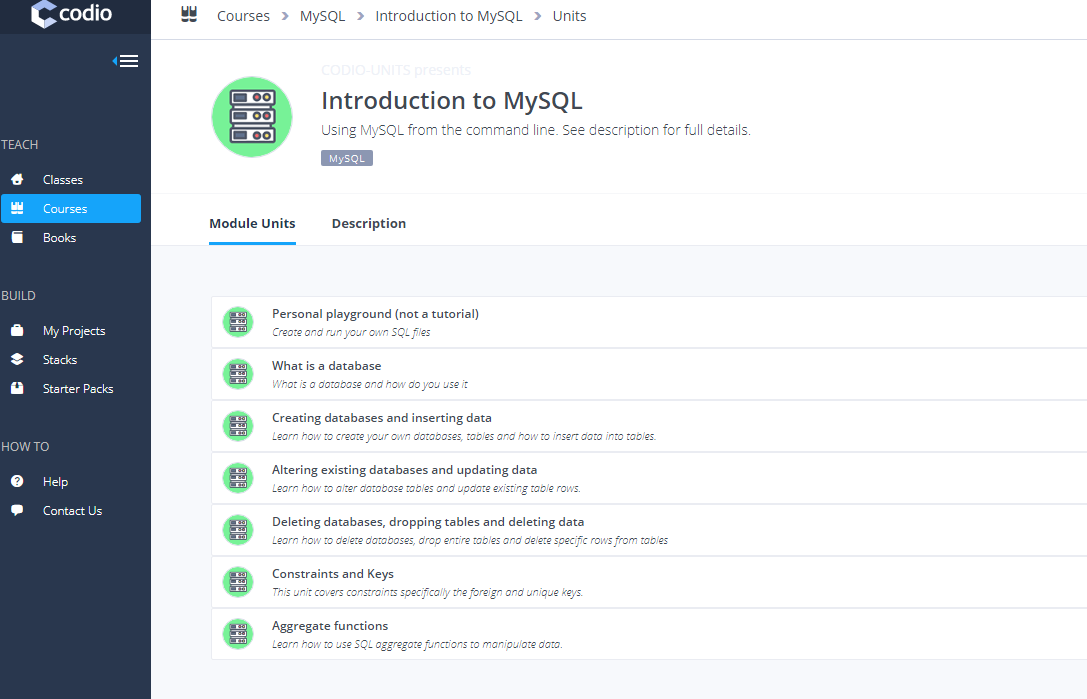 codio
Courses > MySQL > Introduction to MySQL > Units
TEACH
Classes
Courses
Books
BUILD
My Projects
Stacks
Starter Packs
HOW TO
Help
Contact Us
CODIO-UNITS presents
Introduction to MySQL
Using MySQL from the command line. See description for full details.
MySQL
Module Units Description
Personal playground (not a tutorial)
Create and run your own SQL files
What is a database
What is a database and how do you use it
Creating databases and inserting data
Learn how to create your own databases, tables and how to insert data into tables.
Altering existing databases and updating data
Learn how to alter database tables and update existing table rows.
Deleting databases, dropping tables and deleting data
Learn how to delete databases, drop entire tables and delete specific rows from tables
Constraints and Keys
This unit covers constraints specifically the foreign and unique keys.
Aggregate functions
Learn how to use SQL aggregate functions to manipulate data.